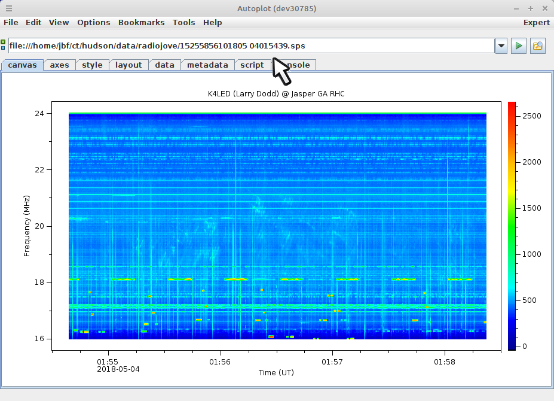 Autoplot (dev30785)
File Edit View Options Bookmarks Tools Help Expert
file:///home/jbf/ct/hudson/data/radiojove/15255856101805 04015439.sps
canvas axes style layout data metadata script
K4LED (Larry Dodd) @ Jasper GA RHC
24
22
20
18
16
Frequency (MHz)
2500
2000
1500
1000
500
0
01:55 01:56 01:57 01:58
2018-05-04
Time (UT)